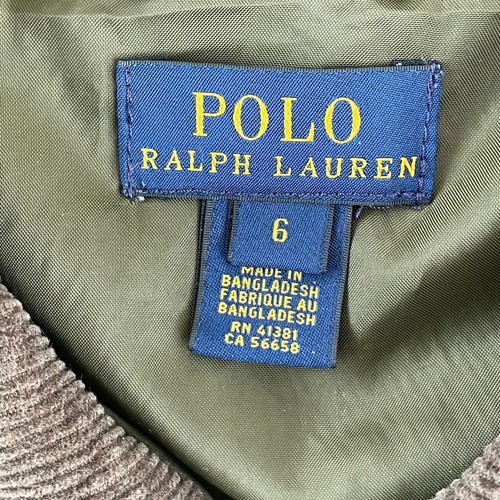 POLO
RALPH LAUREN
6
MADE IN
BANGLADESH
FABRIQUE AU
BANGLADESH
RN 41381
CA 56658